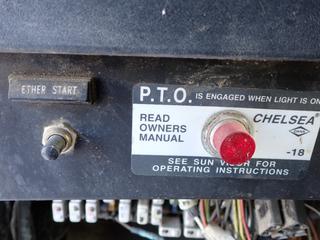 ETHER START
P.T.O. IS ENGAGED WHEN LIGHT IS ON
READ OWNERS MANUAL
CHELSEA
-18
SEE SUN VISOR FOR
OPERATING INSTRUCTIONS